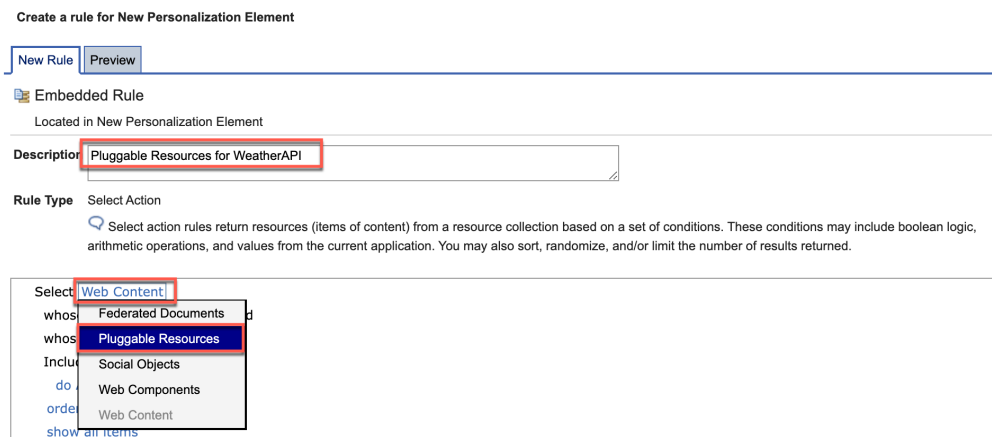 Create a rule for New Personalization Element
New Rule Preview
Embedded Rule
Located in New Personalization Element
Description Pluggable Resources for WeatherAPI
Rule Type Select Action
Select action rules return resources (items of content) from a resource collection based on a set of conditions. These conditions may include boolean logic,
arithmetic operations, and values from the current application. You may also sort, randomize, and/or limit the number of results returned.
Select Web Content
Federated Documents
Pluggable Resources
Social Objects
Web Components
Web Content
do
show all items